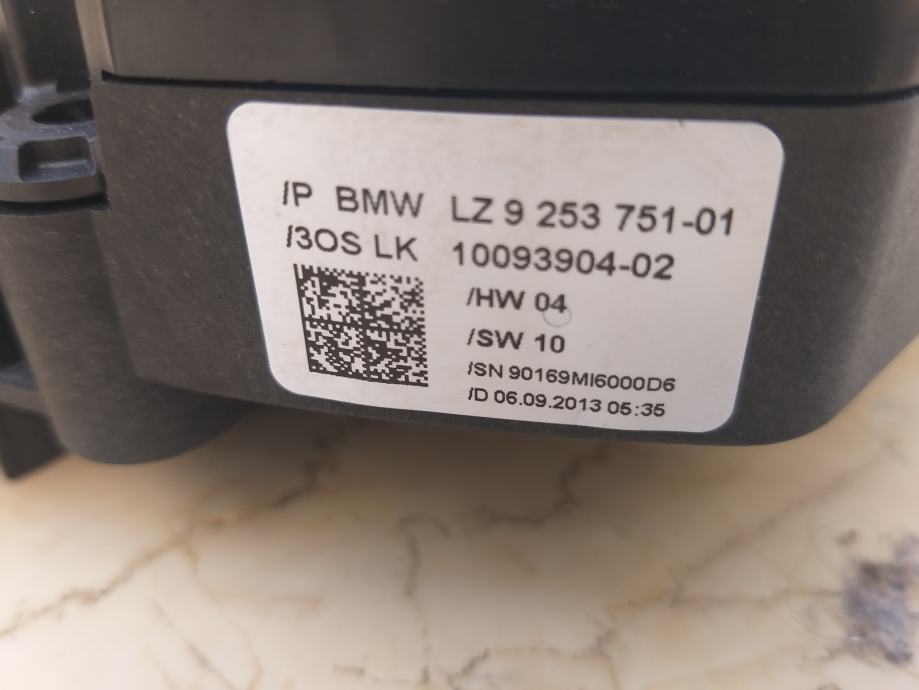 /P BMW LZ 9 253 751-01
/3OS LK 10093904-02
/HW 04
/SW 10
/SN 90169MI6000D6
/D 06.09.2013 05:35